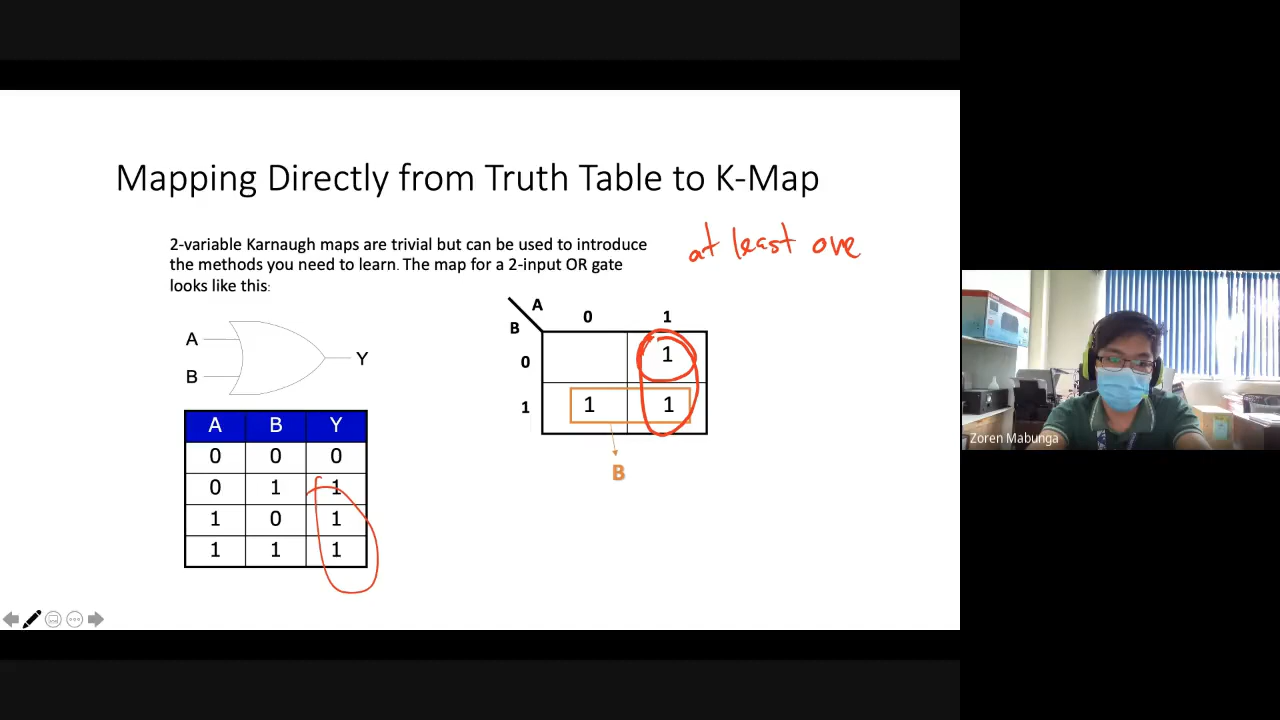 Mapping Directly from Truth Table to K-Map
2-variable Karnaugh maps are trivial but can be used to introduce
the methods you need to learn. The map for a 2-input OR gate
looks like this:
at least one
A
B
Y
A B Y
0 0 0
0 1 1
1 0 1
1 1 1
A
B
0 1
0 1
1 1 1
B
Zoren Mabunga